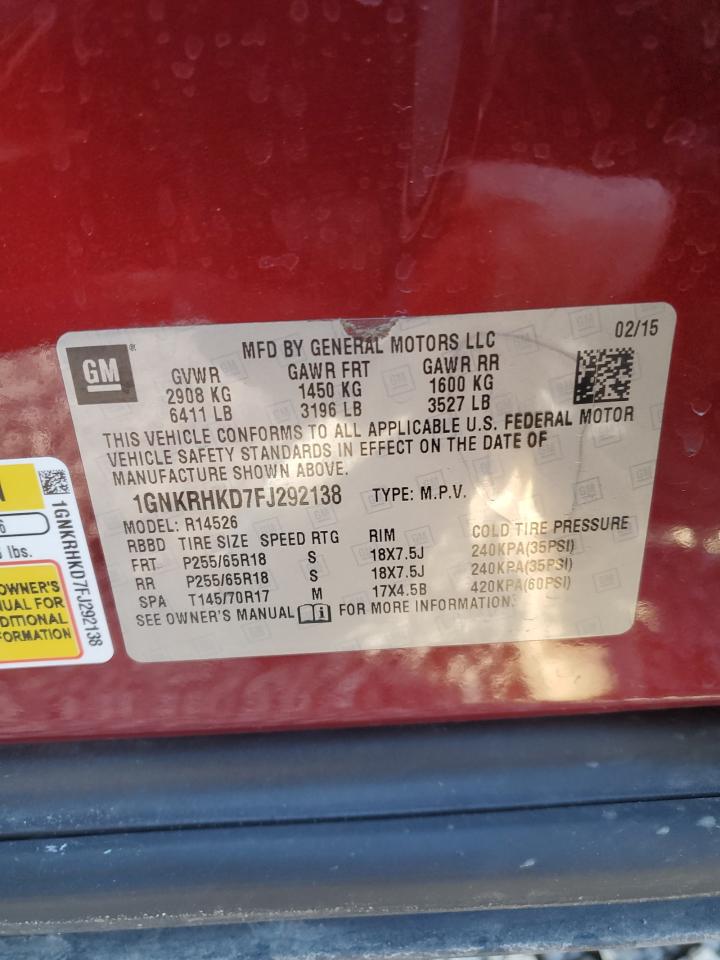 02/15
GM ®
MFD BY GENERAL MOTORS LLC
GVWR GAWR FRT GAWR RR
2908 KG 1450 KG 1600 KG
6411 LB 3196 LB 3527 LB
THIS VEHICLE CONFORMS TO ALL APPLICABLE U.S. FEDERAL MOTOR
VEHICLE SAFETY STANDARDS IN EFFECT ON THE DATE OF
MANUFACTURE SHOWN ABOVE.
1GNKRHKD7FJ292138 TYPE: M.P.V.
MODEL: R14526
RBBD TIRE SIZE SPEED RTG RIM COLD TIRE PRESSURE
FRT P255/65R18 S 18X7.5J 240KPA(35PSI)
RR P255/65R18 S 18X7.5J 240KPA(35PSI)
SPA T145/70R17 M 17X4.5B 420KPA(60PSI)
SEE OWNER'S MANUAL i FOR MORE INFORMATION.
1GNKRHKD7FJ292138
lbs.
OWNER'S
UAL FOR
DITIONAL
FORMATION